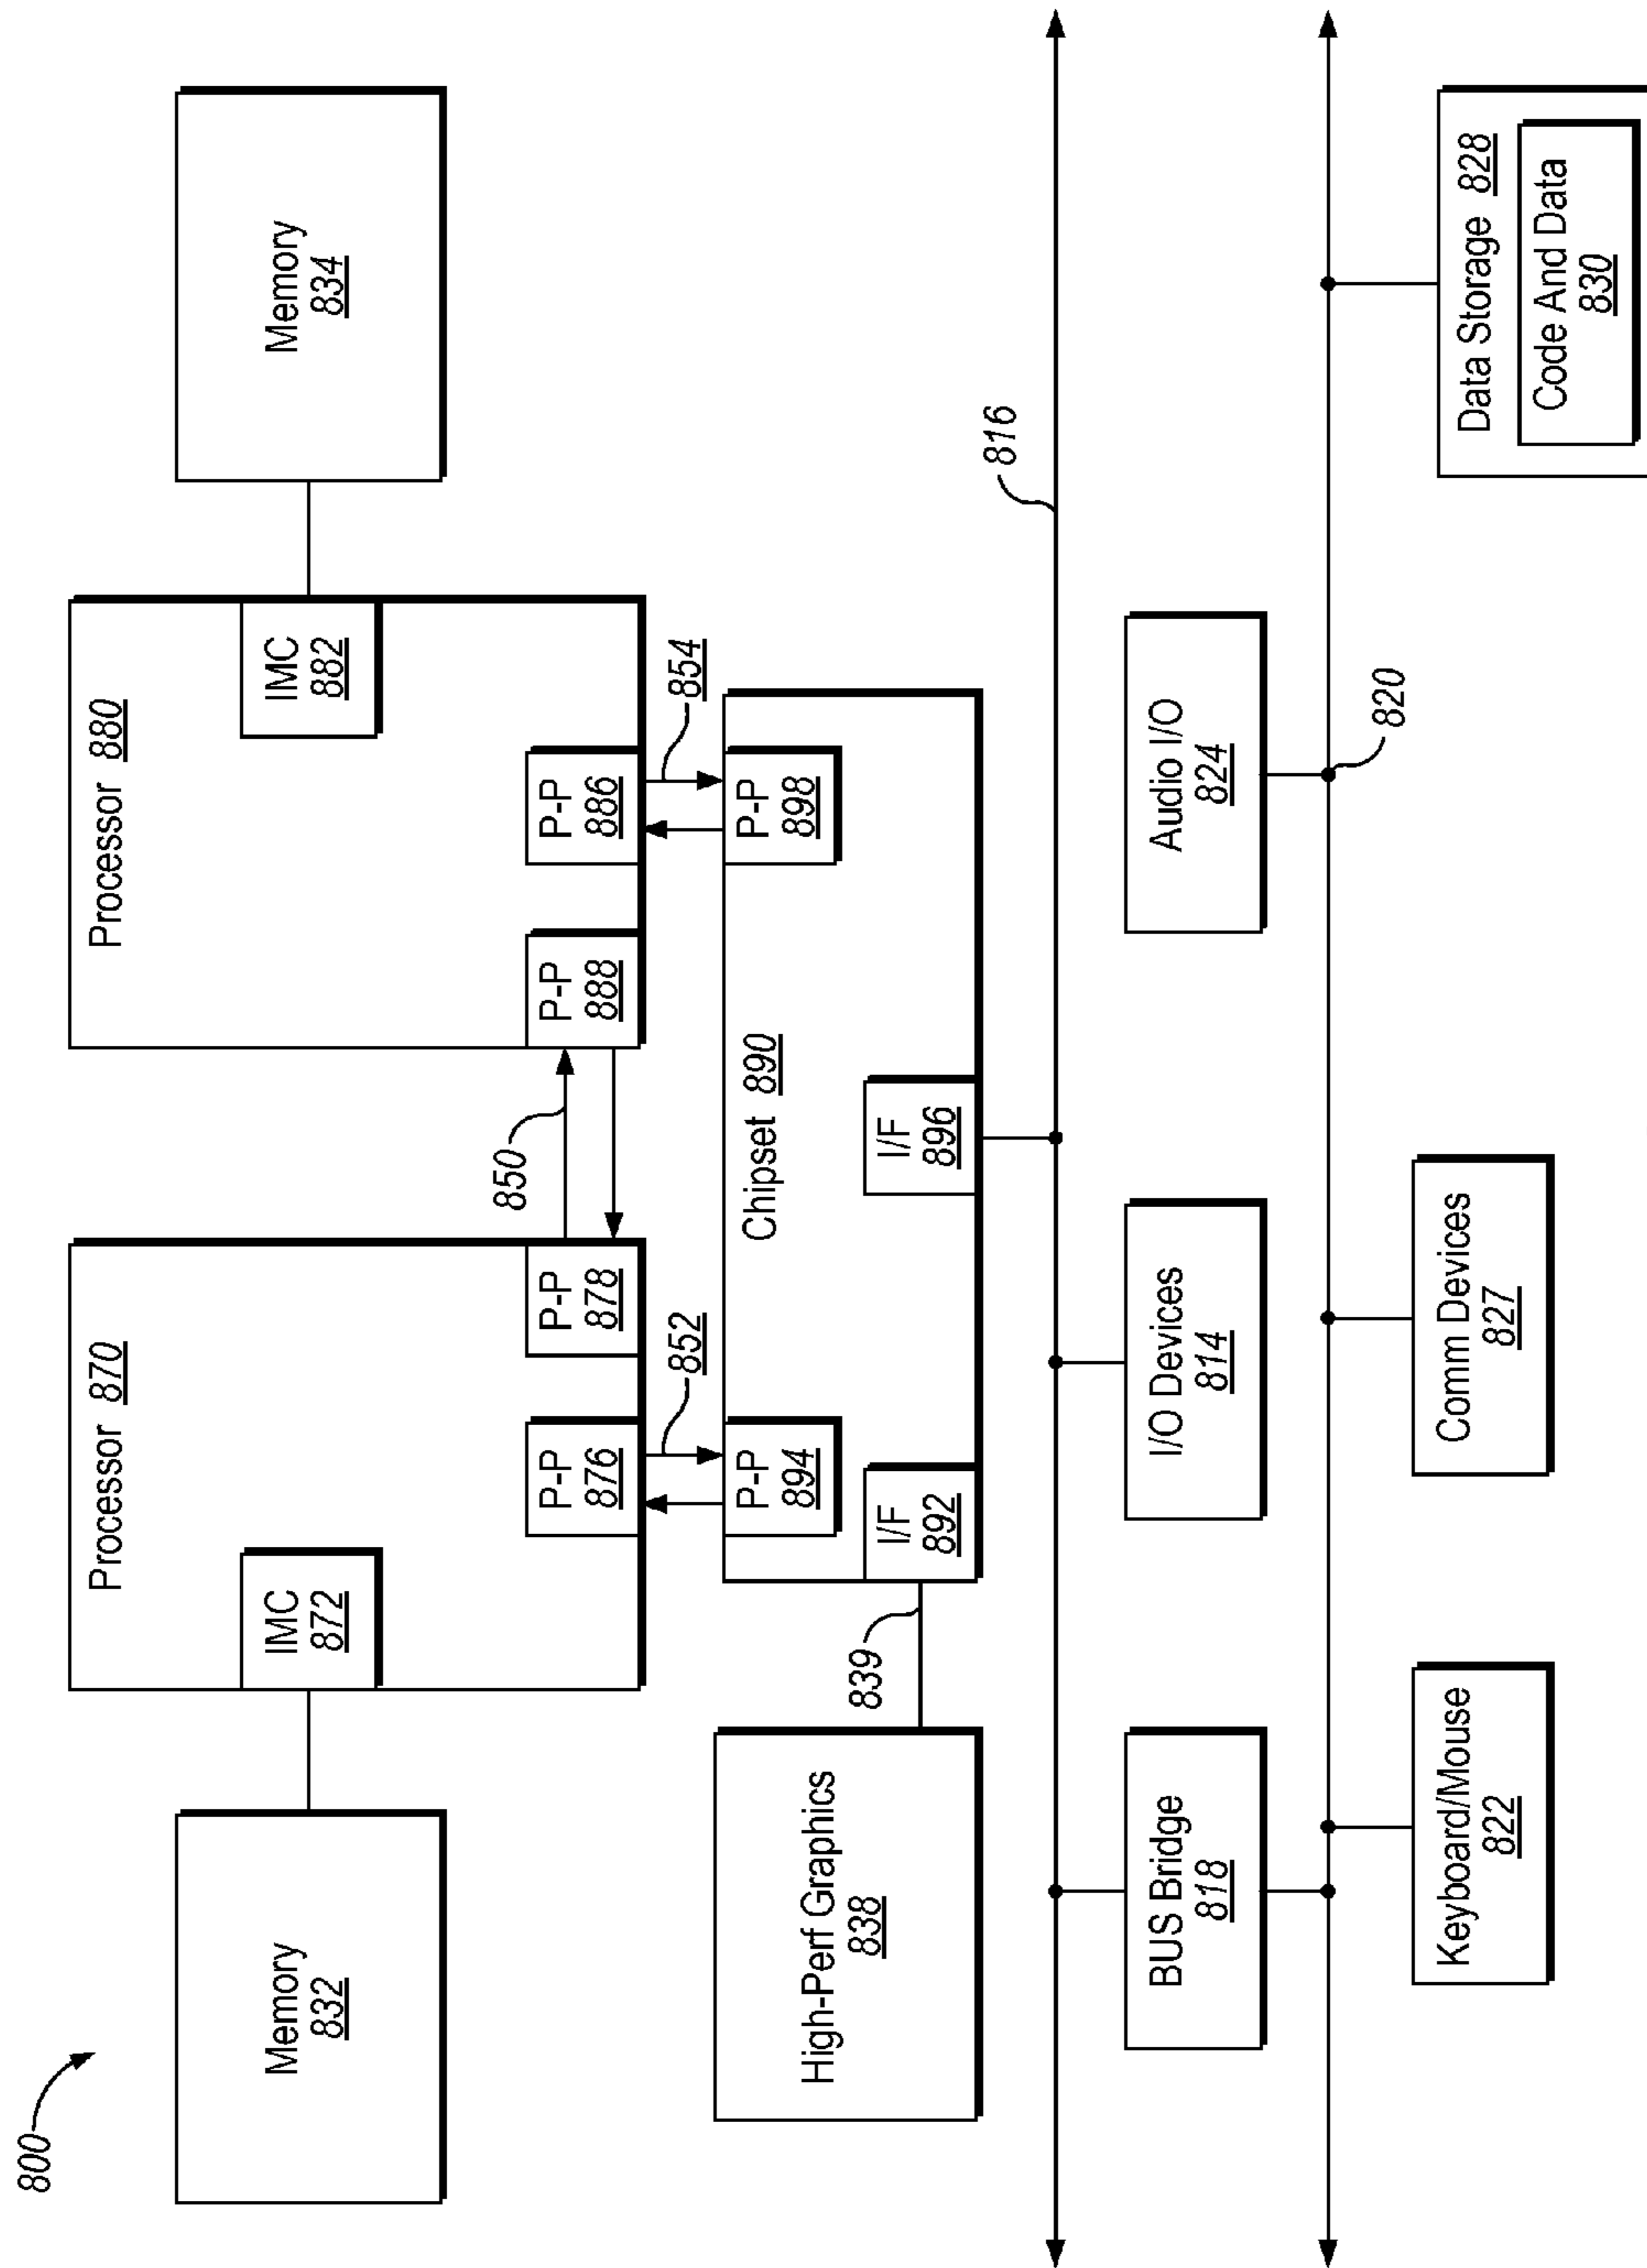 800
Memory
832
Processor 870
IMC
872
P-P
876
P-P
878
850
Processor 880
IMC
882
P-P
888
P-P
886
Memory
834
852
854
High-Perf Graphics
838
839
Chipset 890
P-P
894
P-P
898
I/F
892
I/F
896
816
BUS Bridge
818
I/O Devices
814
Audio I/O
824
820
Keyboard/Mouse
822
Comm Devices
827
Data Storage 828
Code And Data
830